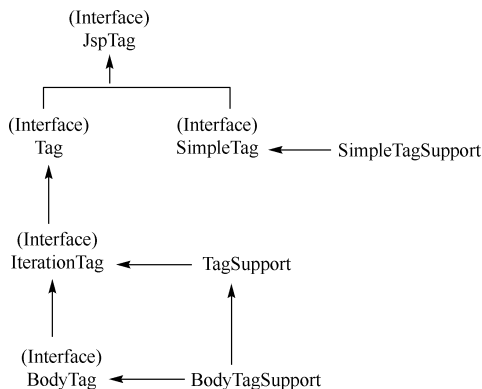 (Interface)
JspTag
(Interface)
Tag
(Interface)
SimpleTag
SimpleTagSupport
(Interface)
IterationTag
TagSupport
(Interface)
BodyTag
BodyTagSupport